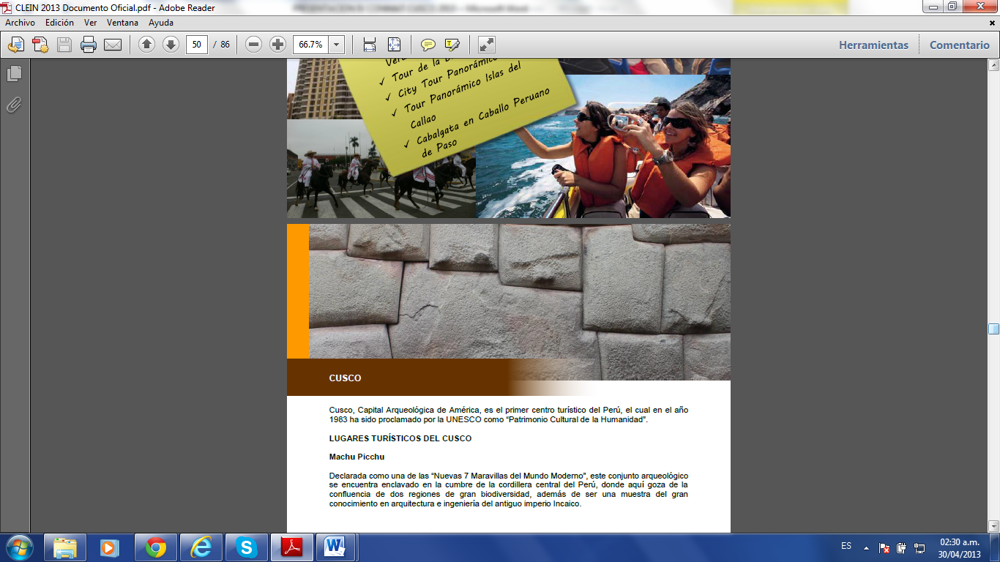 CLEIN 2013 Documento Oficial.pdf - Adobe Reader
Archivo Edición Ver Ventana Ayuda
50 / 86 66.7% Herramientas Comentario
✓ Tour de la
✓ City Tour Panorámico
✓ Tour Panorámico Islas del
Callao
✓ Cabalgata en Caballo Peruano
de Paso
CUSCO
Cusco, Capital Arqueológica de América, es el primer centro turístico del Perú, el cual en el año
1983 ha sido proclamado por la UNESCO como “Patrimonio Cultural de la Humanidad”.
LUGARES TURÍSTICOS DEL CUSCO
Machu Picchu
Declarada como una de las “Nuevas 7 Maravillas del Mundo Moderno”, este conjunto arqueológico
se encuentra enclavado en la cumbre de la cordillera central del Perú, donde aquí goza de la
confluencia de dos regiones de gran biodiversidad, además de ser una muestra del gran
conocimiento en arquitectura e ingeniería del antiguo imperio Incaico.
ES
02:30 a.m.
30/04/2013